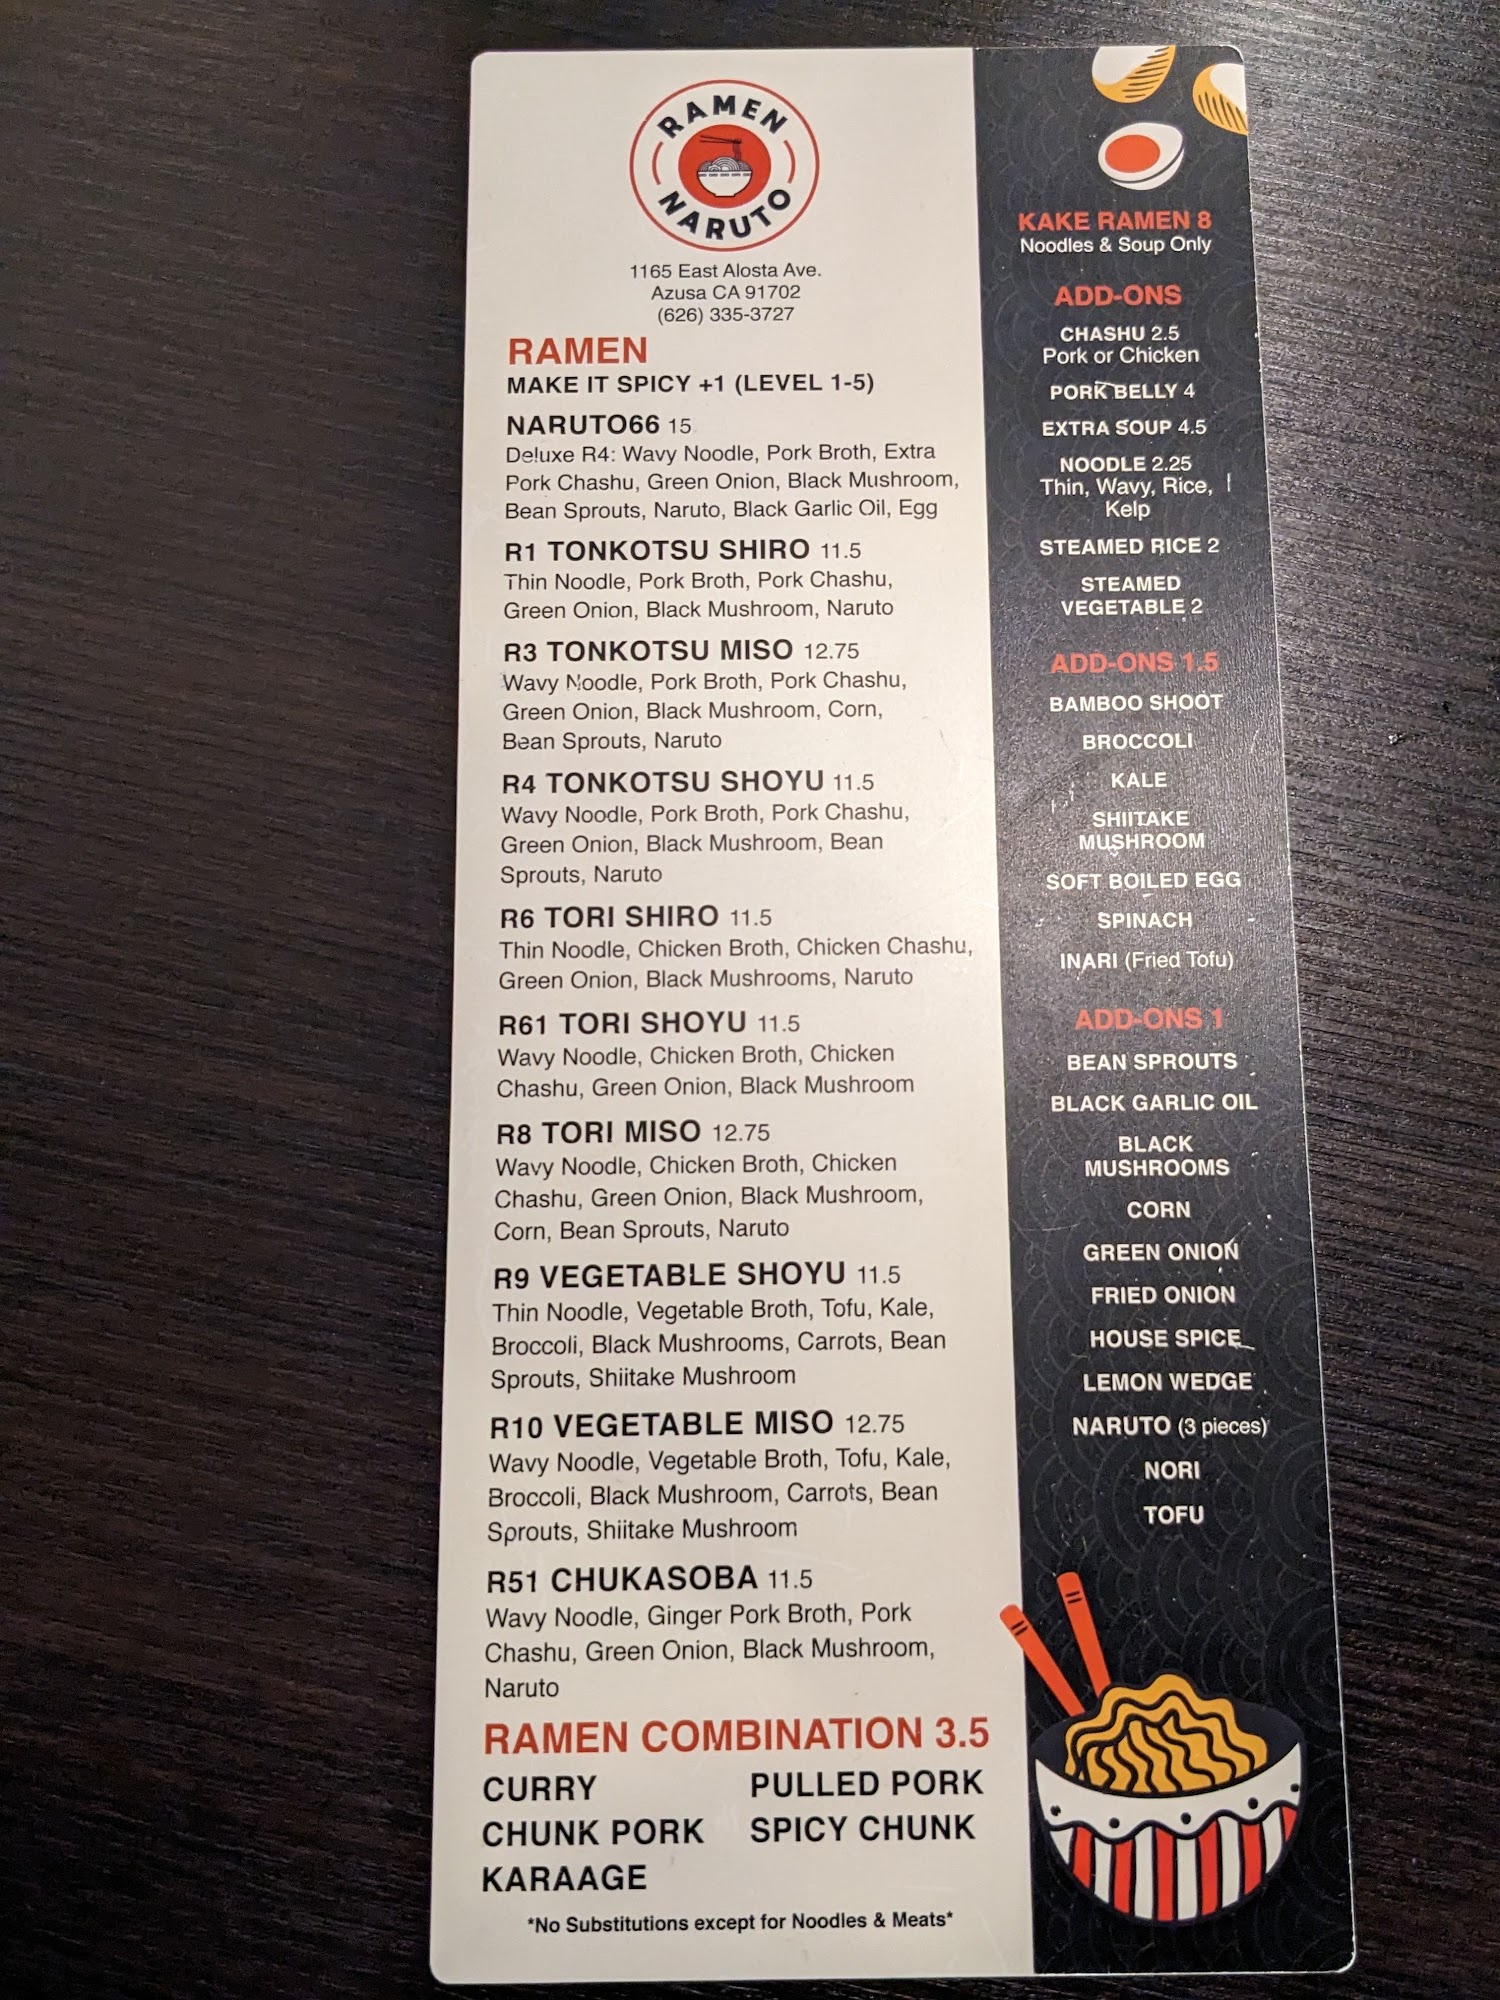 RAMEN
NARUTO
1165 East Alosta Ave.
Azusa CA 91702
(626) 335-3727
RAMEN
MAKE IT SPICY +1 (LEVEL 1-5)
NARUTO66 15
Deluxe R4: Wavy Noodle, Pork Broth, Extra
Pork Chashu, Green Onion, Black Mushroom,
Bean Sprouts, Naruto, Black Garlic Oil, Egg
R1 TONKOTSU SHIRO 11.5
Thin Noodle, Pork Broth, Pork Chashu,
Green Onion, Black Mushroom, Naruto
R3 TONKOTSU MISO 12.75
Wavy Noodle, Pork Broth, Pork Chashu,
Green Onion, Black Mushroom, Corn,
Bean Sprouts, Naruto
R4 TONKOTSU SHOYU 11.5
Wavy Noodle, Pork Broth, Pork Chashu,
Green Onion, Black Mushroom, Bean
Sprouts, Naruto
R6 TORI SHIRO 11.5
Thin Noodle, Chicken Broth, Chicken Chashu,
Green Onion, Black Mushrooms, Naruto
R61 TORI SHOYU 11.5
Wavy Noodle, Chicken Broth, Chicken
Chashu, Green Onion, Black Mushroom
R8 TORI MISO 12.75
Wavy Noodle, Chicken Broth, Chicken
Chashu, Green Onion, Black Mushroom,
Corn, Bean Sprouts, Naruto
R9 VEGETABLE SHOYU 11.5
Thin Noodle, Vegetable Broth, Tofu, Kale,
Broccoli, Black Mushrooms, Carrots, Bean
Sprouts, Shiitake Mushroom
R10 VEGETABLE MISO 12.75
Wavy Noodle, Vegetable Broth, Tofu, Kale,
Broccoli, Black Mushroom, Carrots, Bean
Sprouts, Shiitake Mushroom
R51 CHUKASOBA 11.5
Wavy Noodle, Ginger Pork Broth, Pork
Chashu, Green Onion, Black Mushroom,
Naruto
RAMEN COMBINATION 3.5
CURRY
CHUNK PORK
KARAAGE
PULLED PORK
SPICY CHUNK
*No Substitutions except for Noodles & Meats*
KAKE RAMEN 8
Noodles & Soup Only
ADD-ONS
CHASHU 2.5
Pork or Chicken
PORK BELLY 4
EXTRA SOUP 4.5
NOODLE 2.25
Thin, Wavy, Rice,
Kelp
STEAMED RICE 2
STEAMED
VEGETABLE 2
ADD-ONS 1.5
BAMBOO SHOOT
BROCCOLI
KALE
SHIITAKE
MUSHROOM
SOFT BOILED EGG
SPINACH
INARI (Fried Tofu)
ADD-ONS 1
BEAN SPROUTS
BLACK GARLIC OIL
BLACK
MUSHROOMS
CORN
GREEN ONION
FRIED ONION
HOUSE SPICE
LEMON WEDGE
NARUTO (3 pieces)
NORI
TOFU